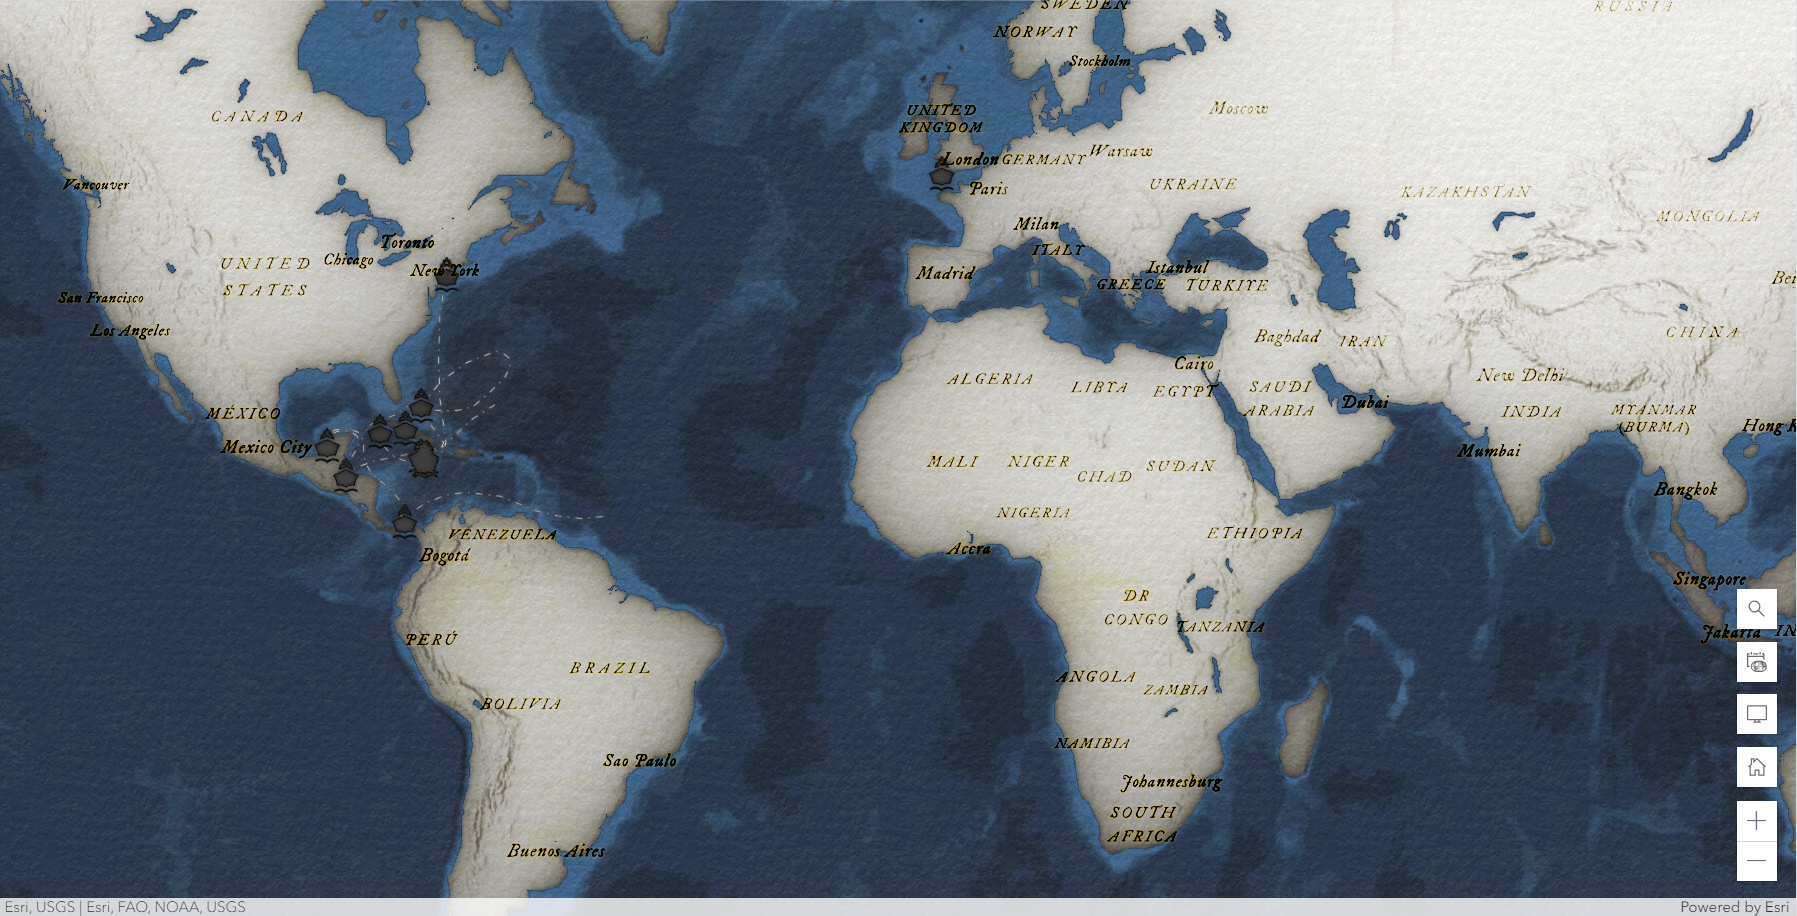 SWEDEN
RUSSIA
NORWAY
Stockholm
CANADA
UNITED
KINGDOM
Moscow
London
GERMANY
Warsaw
Vancouver
Paris
UKRAINE
KAZAKHSTAN
MONGOLIA
Milan
Toronto
Chicago
ITALY
UNITED
STATES
New York
Madrid
Istanbul
GREECE
TÜRKIYE
Bei
San Francisco
Los Angeles
Baghdad
IRAN
CHINA
Cairo
ALGERIA
LIBYA
EGYPT
SAUDI
ARABIA
New Delhi
Dubai
INDIA
MYANMAR
(BURMA)
MÉXICO
Mexico City
Hong K
Mumbai
MALI
NIGER
CHAD
SUDAN
Bangkok
NIGERIA
VENEZUELA
Bogotá
Accra
ETHIOPIA
Singapore
DR
CONGO
TANZANIA
Jakarta
IN
PERÚ
BRAZIL
ANGOLA
ZAMBIA
BOLIVIA
NAMIBIA
Sao Paulo
Johannesburg
SOUTH
AFRICA
Buenos Aires
Esri, USGS | Esri, FAO, NOAA, USGS
Powered by Esri